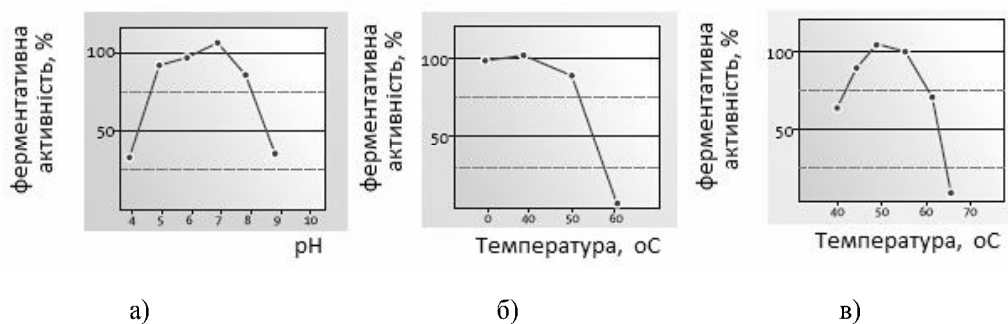 ферментативна
активність, %
100
50
4 5 6 7 8 9 10
pH
ферментативна
активність, %
100
50
0 40 50 60
Температура, оС
ферментативна
активність, %
100
50
40 50 60 70
Температура, оС
а) б) в)